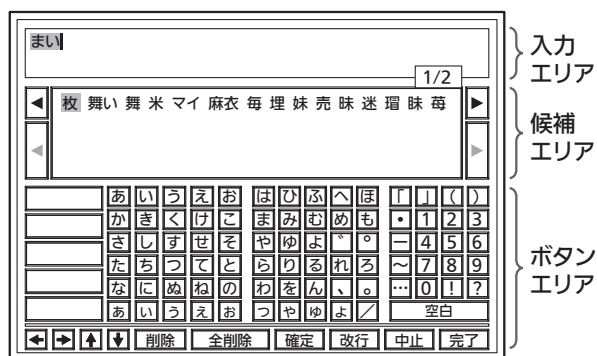 まい
入力
エリア
1/2
◀ 枚 舞い 舞 米 マイ 麻衣 毎 埋 妹 売 昧 迷 瑁 眛 苺 ▶
◀ ▶
候補
エリア
あ い う え お は ひ ふ へ ほ 「 」 ( )
か き く け こ ま み む め も ・ 1 2 3
さ し す せ そ や ゆ よ ゛ ゜ ー 4 5 6
た ち つ て と ら り る れ ろ ～ 7 8 9
な に ぬ ね の わ を ん 、 。 … 0 ! ?
ぁ ぃ ぅ ぇ ぉ っ ゃ ゅ ょ ／ 空白
ボタン
エリア
← → ↑ ↓ 削除 全削除 確定 改行 中止 完了